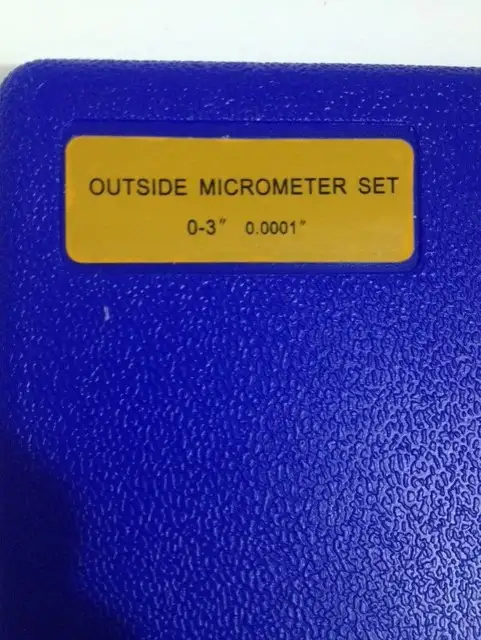 OUTSIDE MICROMETER SET
0-3″ 0.0001″